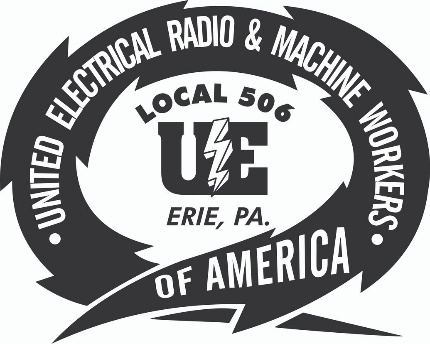 • UNITED ELECTRICAL RADIO & MACHINE WORKERS •
OF AMERICA
LOCAL 506
UE
ERIE, PA.